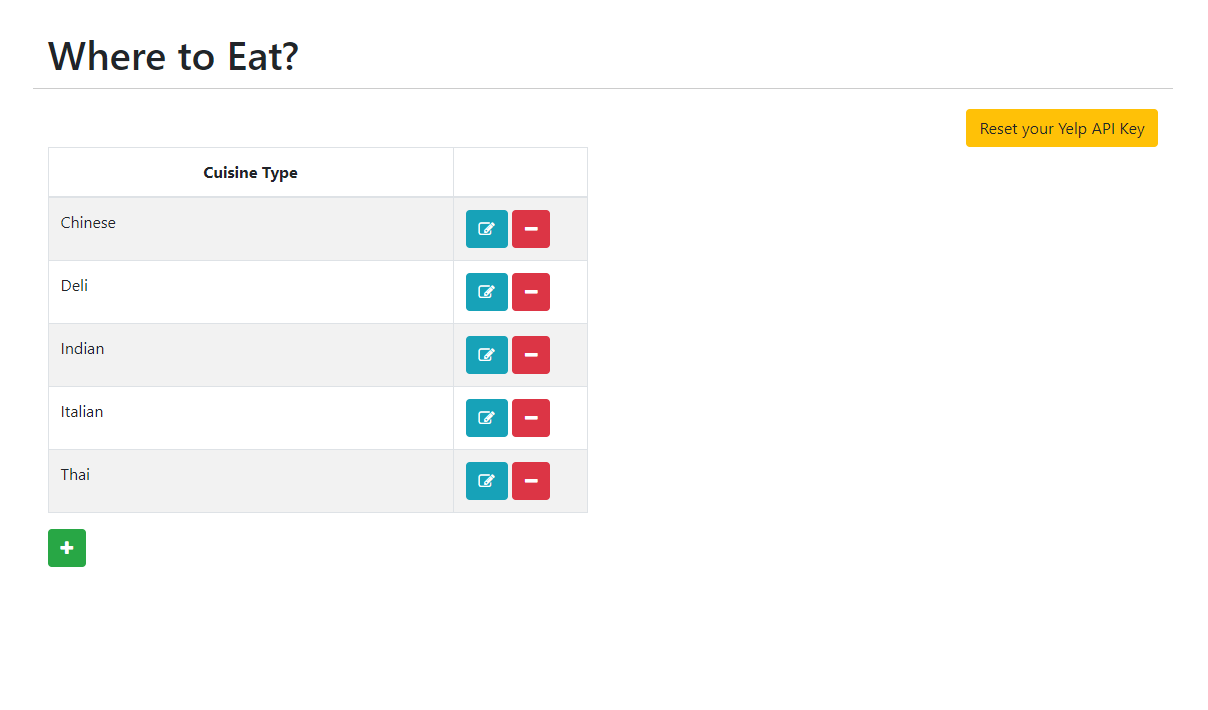 Where to Eat?
Reset your Yelp API Key
Cuisine Type
Chinese
Deli
Indian
Italian
Thai